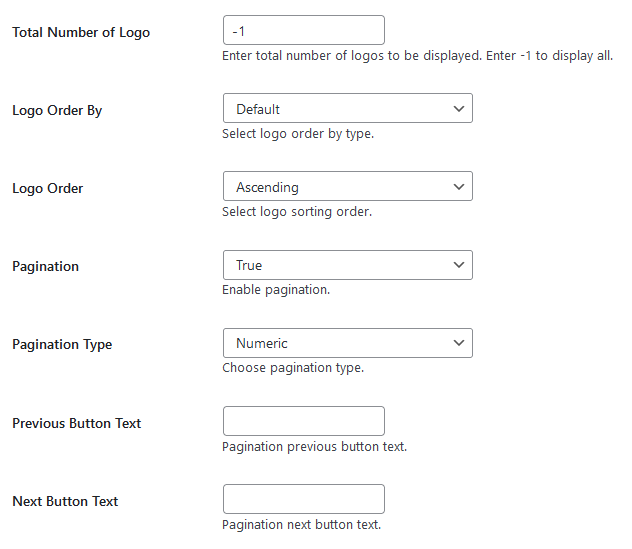 Total Number of Logo
-1
Enter total number of logos to be displayed. Enter -1 to display all.
Logo Order By
Default
Select logo order by type.
Logo Order
Ascending
Select logo sorting order.
Pagination
True
Enable pagination.
Pagination Type
Numeric
Choose pagination type.
Previous Button Text
Pagination previous button text.
Next Button Text
Pagination next button text.